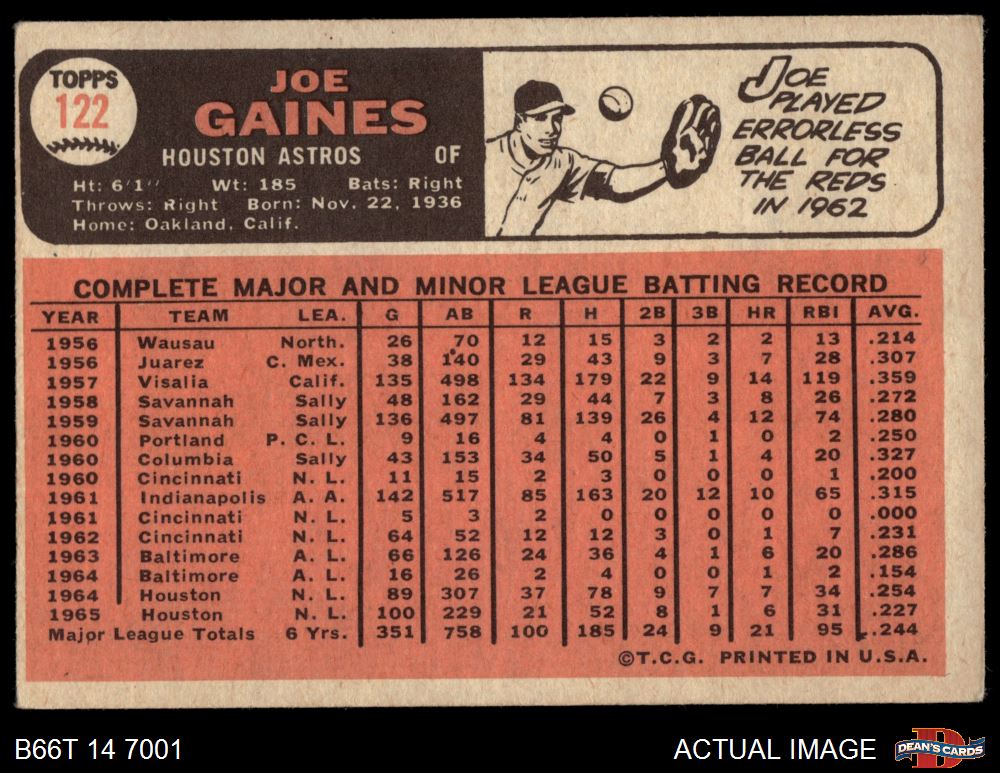 TOPPS
122
JOE
GAINES
HOUSTON ASTROS OF
Ht: 6'1" Wt: 185 Bats: Right
Throws: Right Born: Nov. 22, 1936
Home: Oakland, Calif.
JOE
PLAYED
ERRORLESS
BALL FOR
THE REDS
IN 1962
COMPLETE MAJOR AND MINOR LEAGUE BATTING RECORD
YEAR TEAM LEA. G AB R H 2B 3B HR RBI AVG.
1956 Wausau North. 26 70 12 15 3 2 2 13 .214
1956 Juarez C. Mex. 38 140 29 43 9 3 7 28 .307
1957 Visalia Calif. 135 498 134 179 22 9 14 119 .359
1958 Savannah Sally 48 162 29 44 7 3 8 26 .272
1959 Savannah Sally 136 497 81 139 26 4 12 74 .280
1960 Portland P. C. L. 9 16 4 4 0 1 0 2 .250
1960 Columbia Sally 43 153 34 50 5 1 4 20 .327
1960 Cincinnati N. L. 11 15 2 3 0 0 0 1 .200
1961 Indianapolis A. A. 142 517 85 163 20 12 10 65 .315
1961 Cincinnati N. L. 5 3 2 0 0 0 0 0 .000
1962 Cincinnati N. L. 64 52 12 12 3 0 1 7 .231
1963 Baltimore A. L. 66 126 24 36 4 1 6 20 .286
1964 Baltimore A. L. 16 26 2 4 0 0 1 2 .154
1964 Houston N. L. 89 307 37 78 9 7 7 34 .254
1965 Houston N. L. 100 229 21 52 8 1 6 31 .227
Major League Totals 6 Yrs. 351 758 100 185 24 9 21 95 .244
©T.C.G. PRINTED IN U.S.A.
B66T 14 7001 ACTUAL IMAGE
D
DEAN'S CARDS